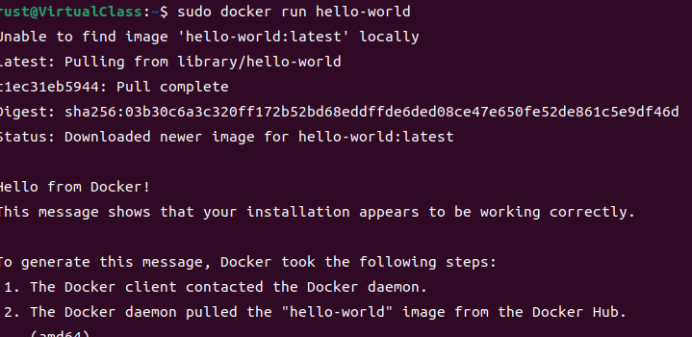 rust@VirtualClass:~$ sudo docker run hello-world
Unable to find image 'hello-world:latest' locally
latest: Pulling from library/hello-world
c1ec31eb5944: Pull complete
Digest: sha256:03b30c6a3c320ff172b52bd68eddffde6ded08ce47e650fe52de861c5e9df46d
Status: Downloaded newer image for hello-world:latest
Hello from Docker!
This message shows that your installation appears to be working correctly.
To generate this message, Docker took the following steps:
1. The Docker client contacted the Docker daemon.
2. The Docker daemon pulled the "hello-world" image from the Docker Hub.
(amd64)